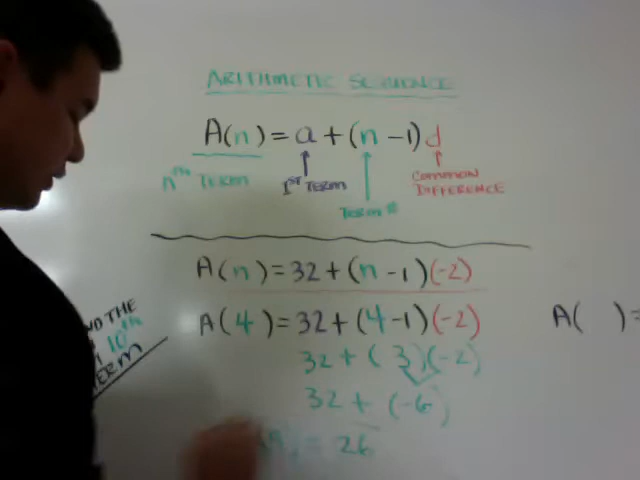 ARITHMETIC SEQUENCE
A(n) = a + (n - 1)d
nth TERM
1ST TERM
TERM #
COMMON
DIFFERENCE
A(n) = 32 + (n - 1)(-2)
A(4) = 32 + (4 - 1)(-2)
32 + (3)(-2)
32 + (-6)
= 26
THE
10th
TERM
A( ) =